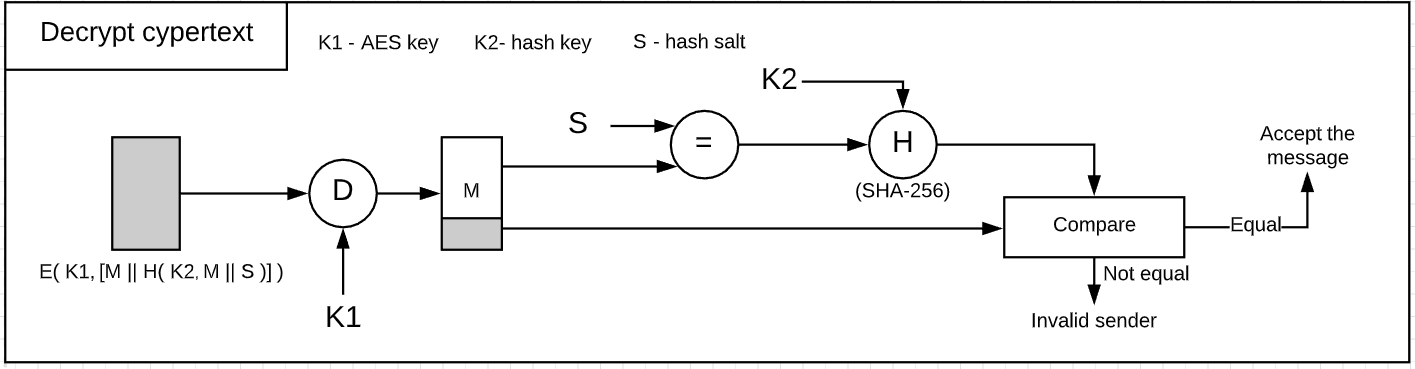 Decrypt cypertext
K1 - AES key
K2- hash key
S - hash salt
K2
S
=
H
(SHA-256)
Accept the
message
D
M
Compare
Equal
E( K1, [M || H( K2, M || S )] )
Not equal
K1
Invalid sender